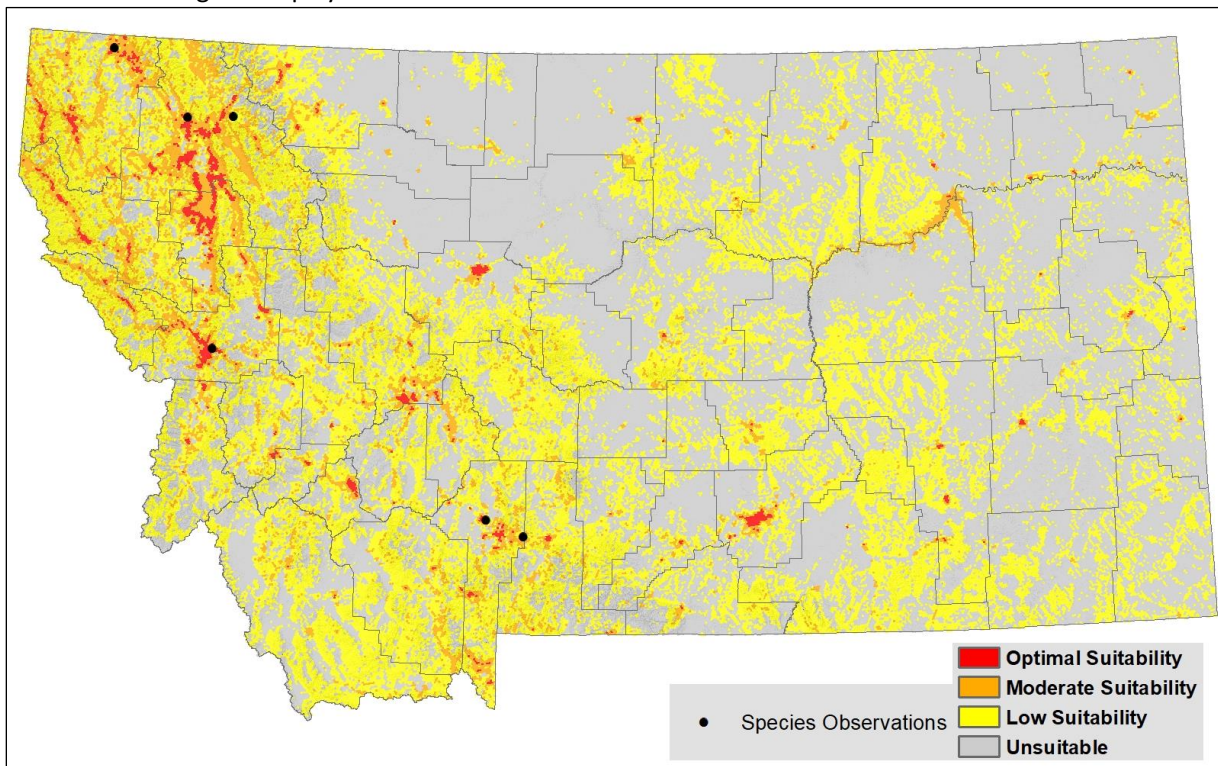 Optimal Suitability
Moderate Suitability
Species Observations
Low Suitability
Unsuitable